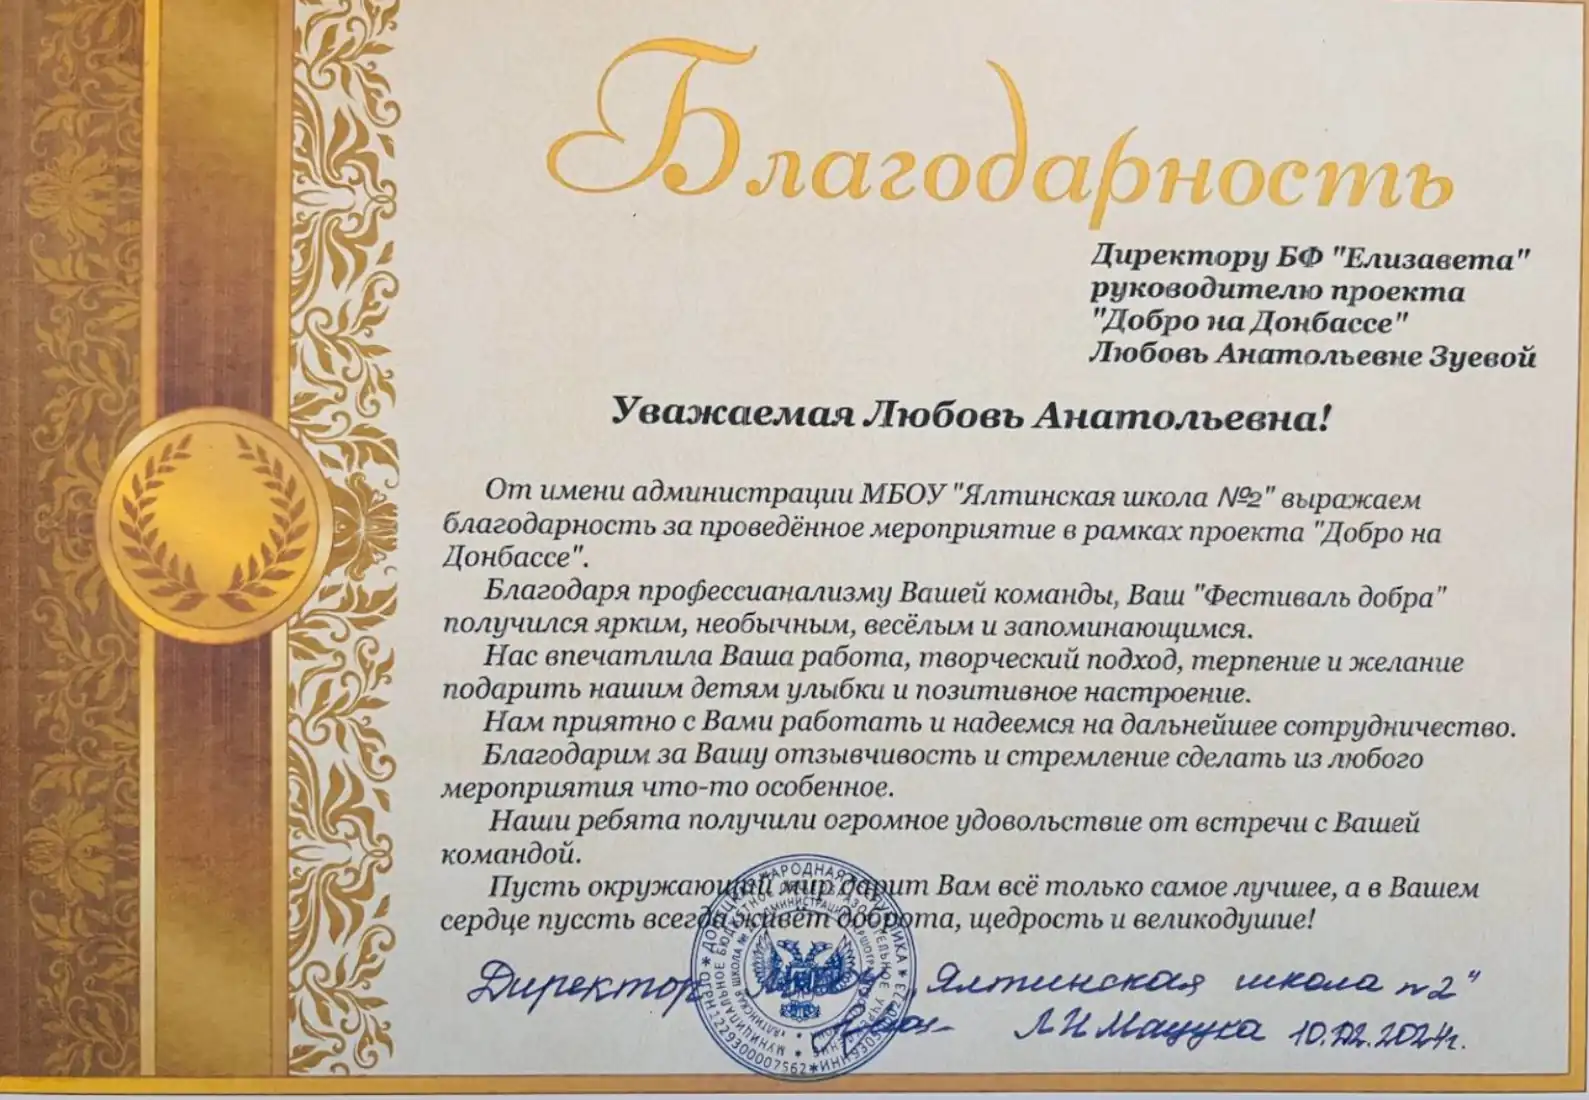 Благодарность
Директору БФ "Елизавета"
руководителю проекта
"Добро на Донбассе"
Любовь Анатольевне Зуевой
Уважаемая Любовь Анатольевна!
От имени администрации МБОУ "Ялтинская школа №2" выражаем
благодарность за проведённое мероприятие в рамках проекта "Добро на
Донбассе".
Благодаря профессианализму Вашей команды, Ваш "Фестиваль добра"
получился ярким, необычным, весёлым и запоминающимся.
Нас впечатлила Ваша работа, творческий подход, терпение и желание
подарить нашим детям улыбки и позитивное настроение.
Нам приятно с Вами работать и надеемся на дальнейшее сотрудничество.
Благодарим за Вашу отзывчивость и стремление сделать из любого
мероприятия что-то особенное.
Наши ребята получили огромное удовольствие от встречи с Вашей
командой.
Пусть окружающий мир дарит Вам всё только самое лучшее, а в Вашем
сердце пуссть всегда живёт доброта, щедрость и великодушие!
Директор МБОУ "Ялтинская школа №2"
Л Н Мацука 10.02.2024г.